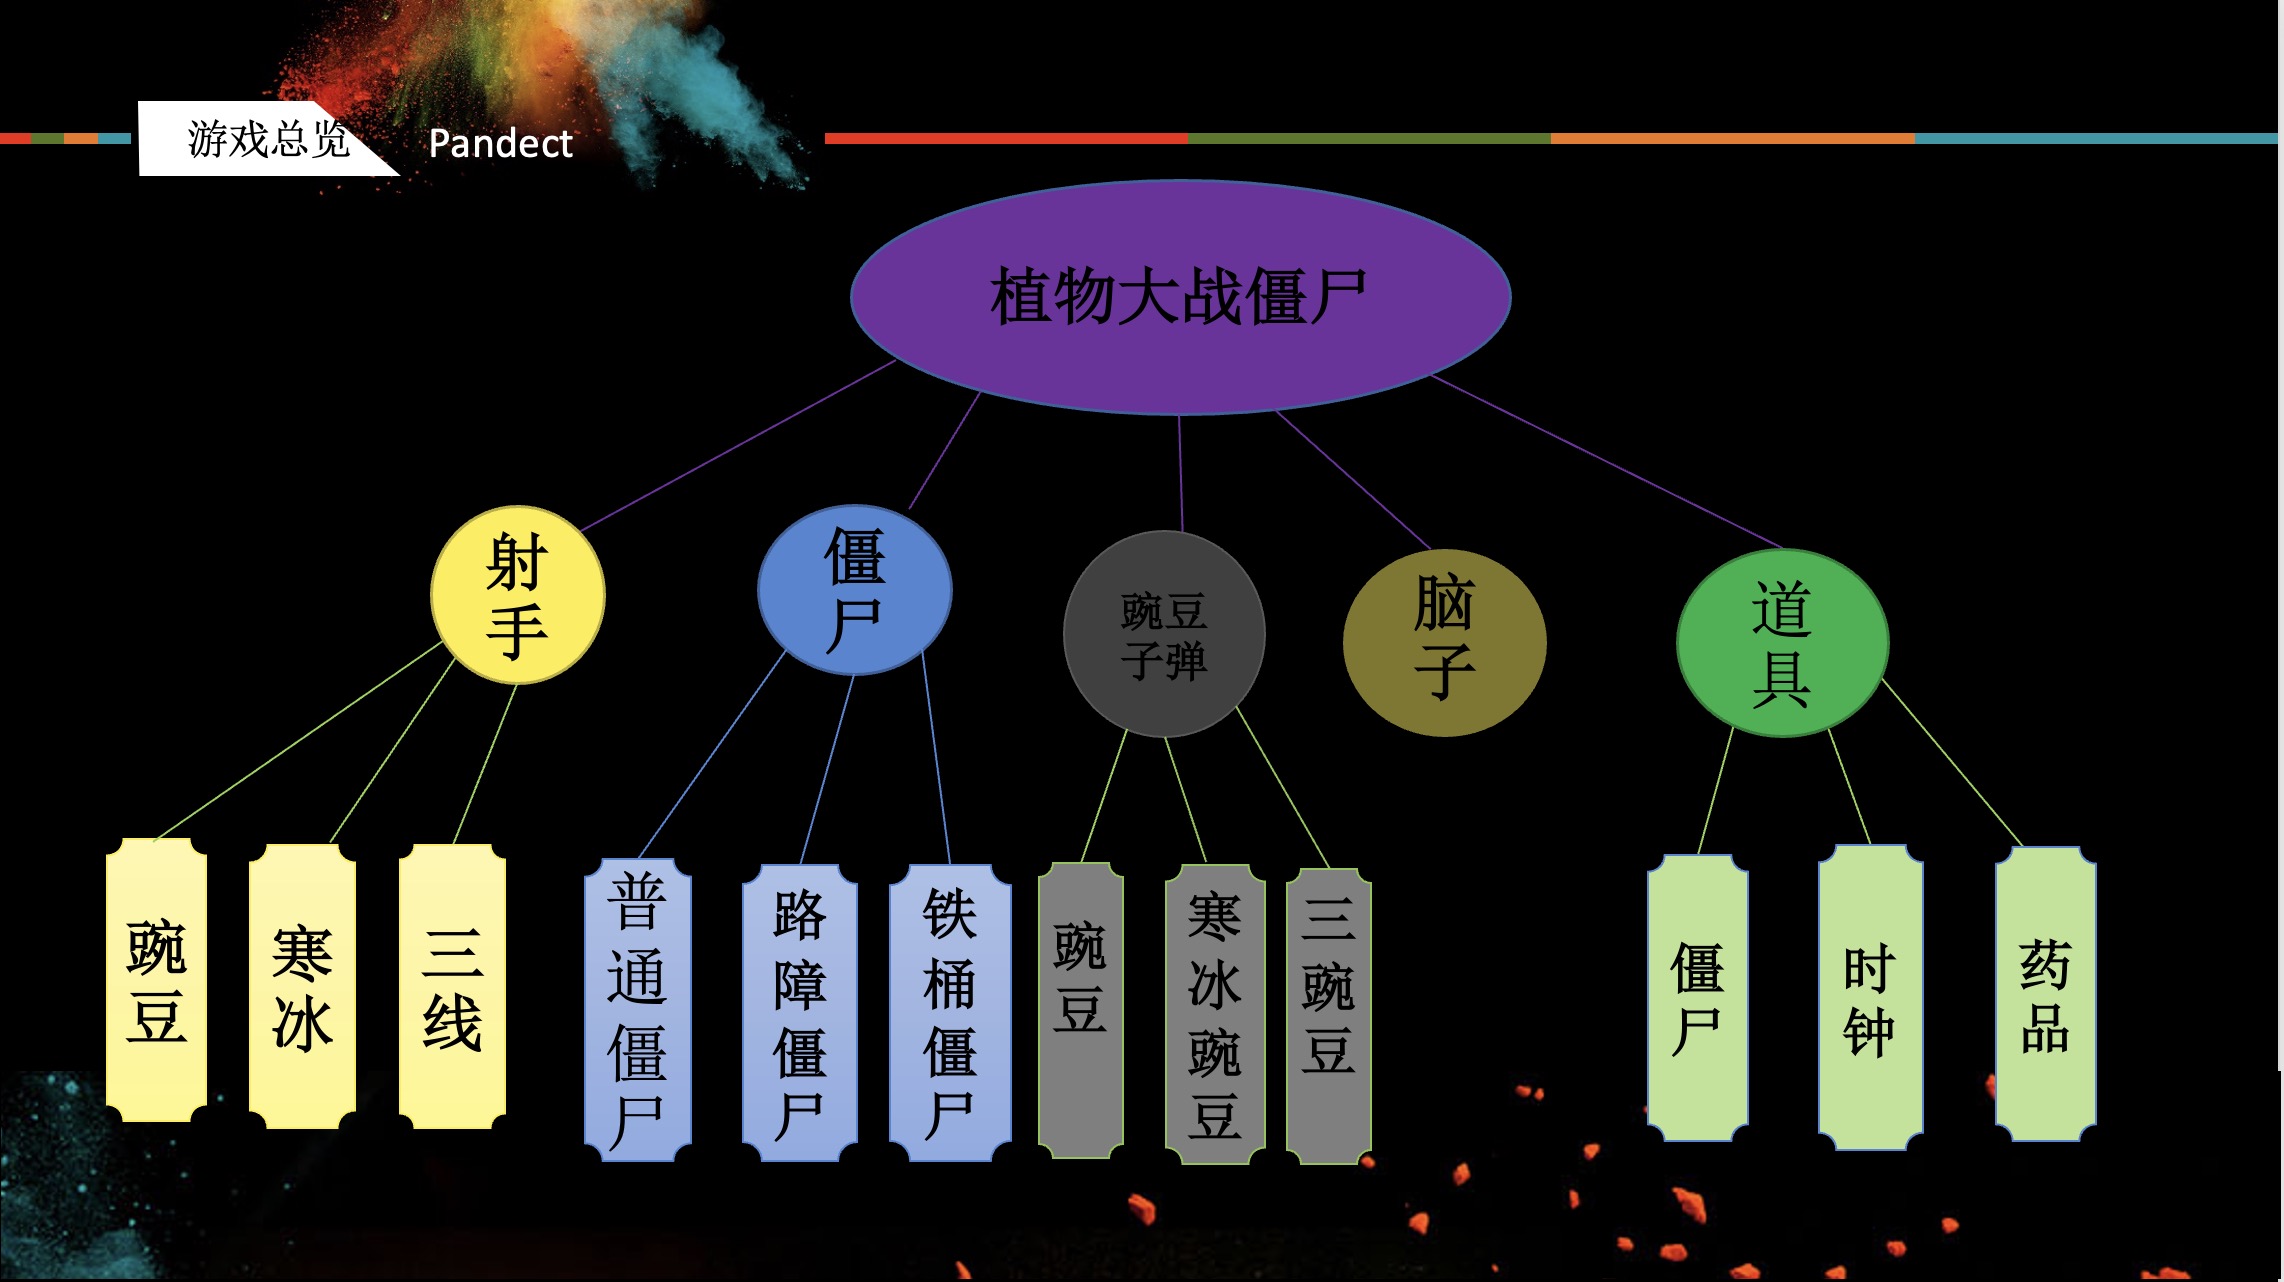 游戏总览
Pandect
植物大战僵尸
射
手
僵
尸
豌豆
子弹
脑
子
道
具
豌
豆
寒
冰
三
线
普
通
僵
尸
路
障
僵
尸
铁
桶
僵
尸
豌
豆
寒
冰
豌
豆
三
豌
豆
僵
尸
时
钟
药
品